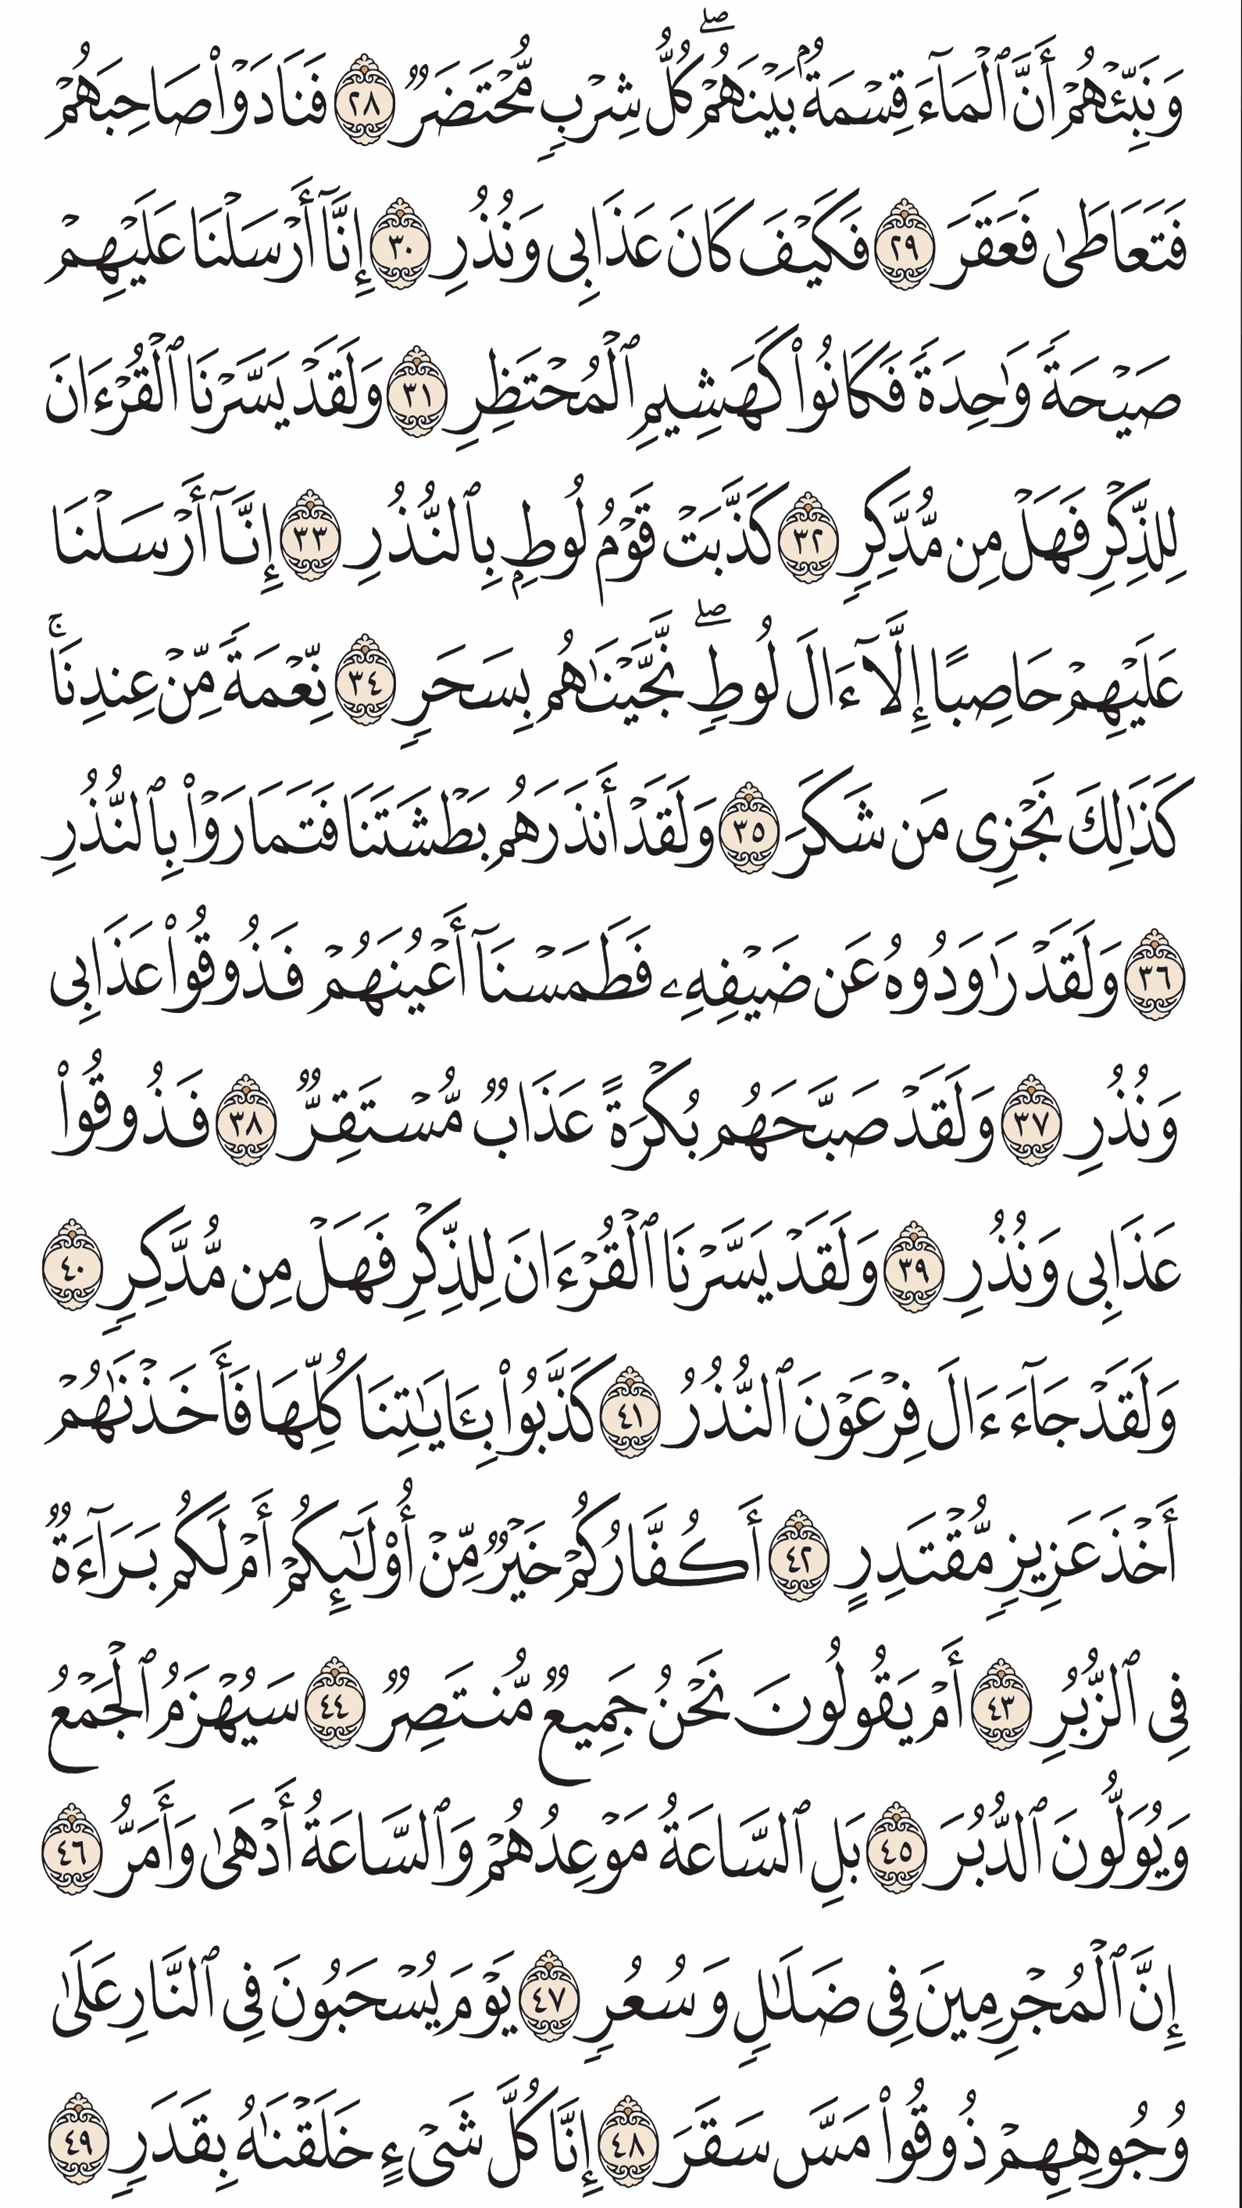 وَنَبِّئۡهُمۡ أَنَّ ٱلۡمَآءَ قِسۡمَةُۢ بَيۡنَهُمۡۖ كُلُّ شِرۡبٖ مُّحۡتَضَرٞ ٢٨ فَنَادَوۡاْ صَاحِبَهُمۡ
فَتَعَاطَىٰ فَعَقَرَ ٢٩ فَكَيۡفَ كَانَ عَذَابِي وَنُذُرِ ٣٠ إِنَّآ أَرۡسَلۡنَا عَلَيۡهِمۡ
صَيۡحَةٗ وَٰحِدَةٗ فَكَانُواْ كَهَشِيمِ ٱلۡمُحۡتَظِرِ ٣١ وَلَقَدۡ يَسَّرۡنَا ٱلۡقُرۡءَانَ
لِلذِّكۡرِ فَهَلۡ مِن مُّدَّكِرٖ ٣٢ كَذَّبَتۡ قَوۡمُ لُوطِۭ بِٱلنُّذُرِ ٣٣ إِنَّآ أَرۡسَلۡنَا
عَلَيۡهِمۡ حَاصِبًا إِلَّآ ءَالَ لُوطٖۖ نَّجَّيۡنَٰهُم بِسَحَرٖ ٣٤ نِّعۡمَةٗ مِّنۡ عِندِنَاۚ
كَذَٰلِكَ نَجۡزِي مَن شَكَرَ ٣٥ وَلَقَدۡ أَنذَرَهُم بَطۡشَتَنَا فَتَمَارَوۡاْ بِٱلنُّذُرِ
٣٦ وَلَقَدۡ رَٰوَدُوهُ عَن ضَيۡفِهِۦ فَطَمَسۡنَآ أَعۡيُنَهُمۡ فَذُوقُواْ عَذَابِي
وَنُذُرِ ٣٧ وَلَقَدۡ صَبَّحَهُم بُكۡرَةً عَذَابٞ مُّسۡتَقِرّٞ ٣٨ فَذُوقُواْ
عَذَابِي وَنُذُرِ ٣٩ وَلَقَدۡ يَسَّرۡنَا ٱلۡقُرۡءَانَ لِلذِّكۡرِ فَهَلۡ مِن مُّدَّكِرٖ ٤٠
وَلَقَدۡ جَآءَ ءَالَ فِرۡعَوۡنَ ٱلنُّذُرُ ٤١ كَذَّبُواْ بِـَٔايَٰتِنَا كُلِّهَا فَأَخَذۡنَٰهُمۡ
أَخۡذَ عَزِيزٖ مُّقۡتَدِرٍ ٤٢ أَكُفَّارُكُمۡ خَيۡرٞ مِّنۡ أُوْلَٰٓئِكُمۡ أَمۡ لَكُم بَرَآءَةٞ
فِي ٱلزُّبُرِ ٤٣ أَمۡ يَقُولُونَ نَحۡنُ جَمِيعٞ مُّنتَصِرٞ ٤٤ سَيُهۡزَمُ ٱلۡجَمۡعُ
وَيُوَلُّونَ ٱلدُّبُرَ ٤٥ بَلِ ٱلسَّاعَةُ مَوۡعِدُهُمۡ وَٱلسَّاعَةُ أَدۡهَىٰ وَأَمَرُّ ٤٦
إِنَّ ٱلۡمُجۡرِمِينَ فِي ضَلَٰلٖ وَسُعُرٖ ٤٧ يَوۡمَ يُسۡحَبُونَ فِي ٱلنَّارِ عَلَىٰ
وُجُوهِهِمۡ ذُوقُواْ مَسَّ سَقَرَ ٤٨ إِنَّا كُلَّ شَيۡءٍ خَلَقۡنَٰهُ بِقَدَرٖ ٤٩